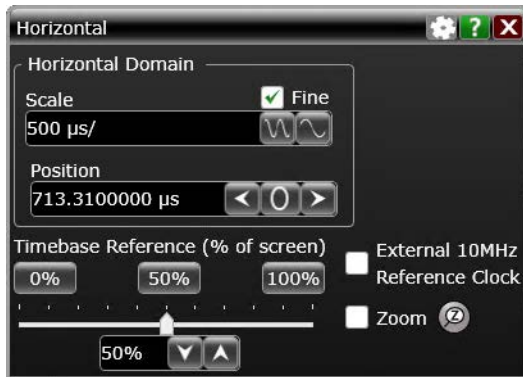 Horizontal ?
Horizontal Domain
Scale
Fine
500 µs/
Position
713.3100000 µs
0
Timebase Reference (% of screen)
0% 50% 100%
External 10MHz
Reference Clock
Zoom Z
50%